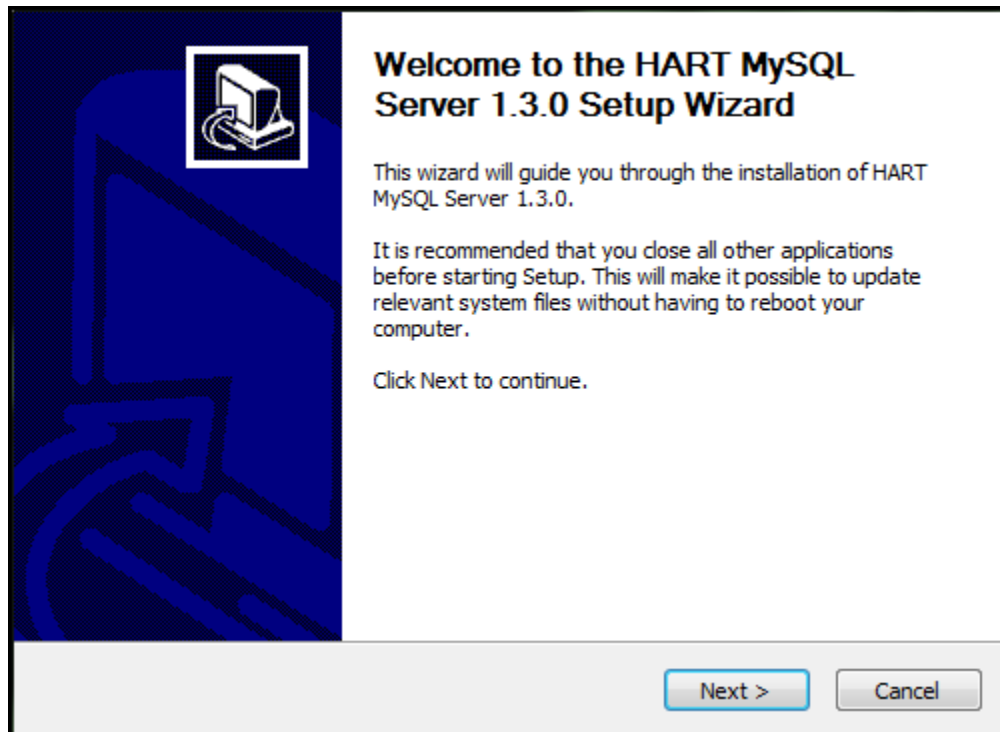 Welcome to the HART MySQL
Server 1.3.0 Setup Wizard
This wizard will guide you through the installation of HART
MySQL Server 1.3.0.
It is recommended that you close all other applications
before starting Setup. This will make it possible to update
relevant system files without having to reboot your
computer.
Click Next to continue.
Next >
Cancel